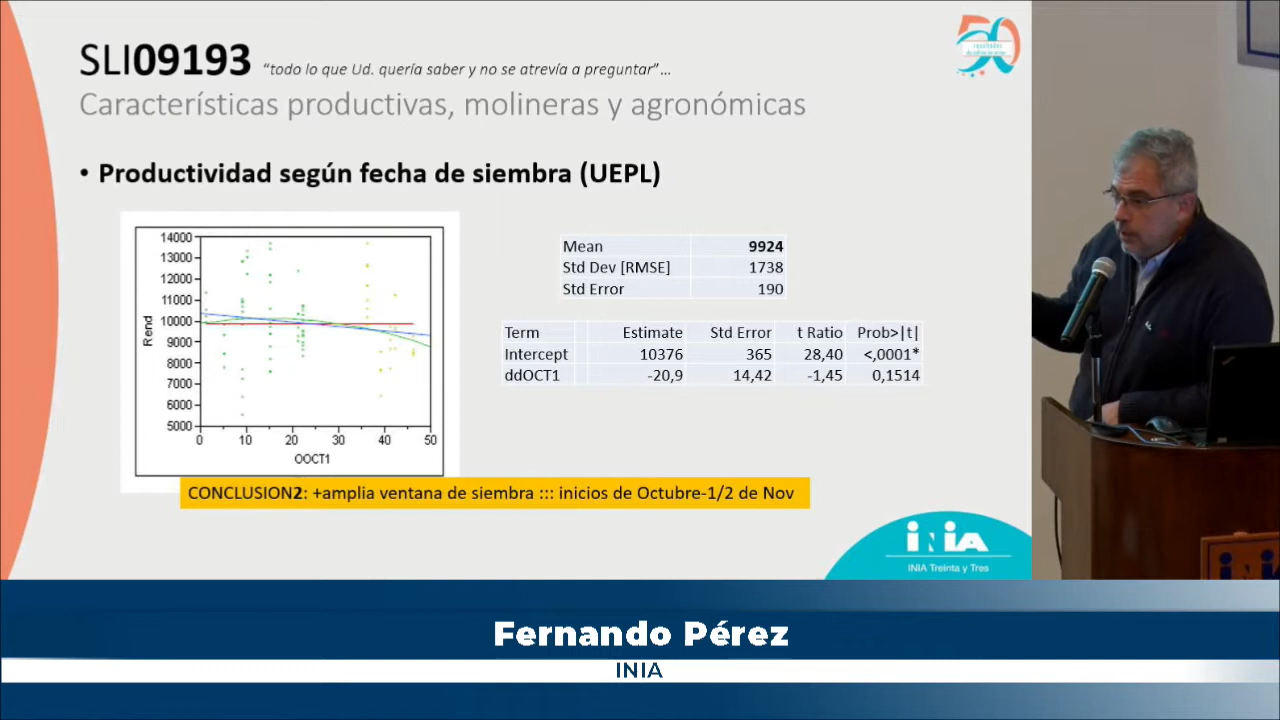 SLI09193 "todo lo que Ud. quería saber y no se atrevía a preguntar"...
Características productivas, molineras y agronómicas
• Productividad según fecha de siembra (UEPL)
14000
13000
12000
11000
10000
9000
8000
7000
6000
5000
Rend
0 10 20 30 40 50
OOCT1
Mean 9924
Std Dev [RMSE] 1738
Std Error 190
Term Estimate Std Error t Ratio Prob>|t|
Intercept 10376 365 28,40 <,0001*
ddOCT1 -20,9 14,42 -1,45 0,1514
CONCLUSION2: +amplia ventana de siembra ::: inicios de Octubre-1/2 de Nov
50
INIA
INIA Treinta y Tres
Fernando Pérez
INIA